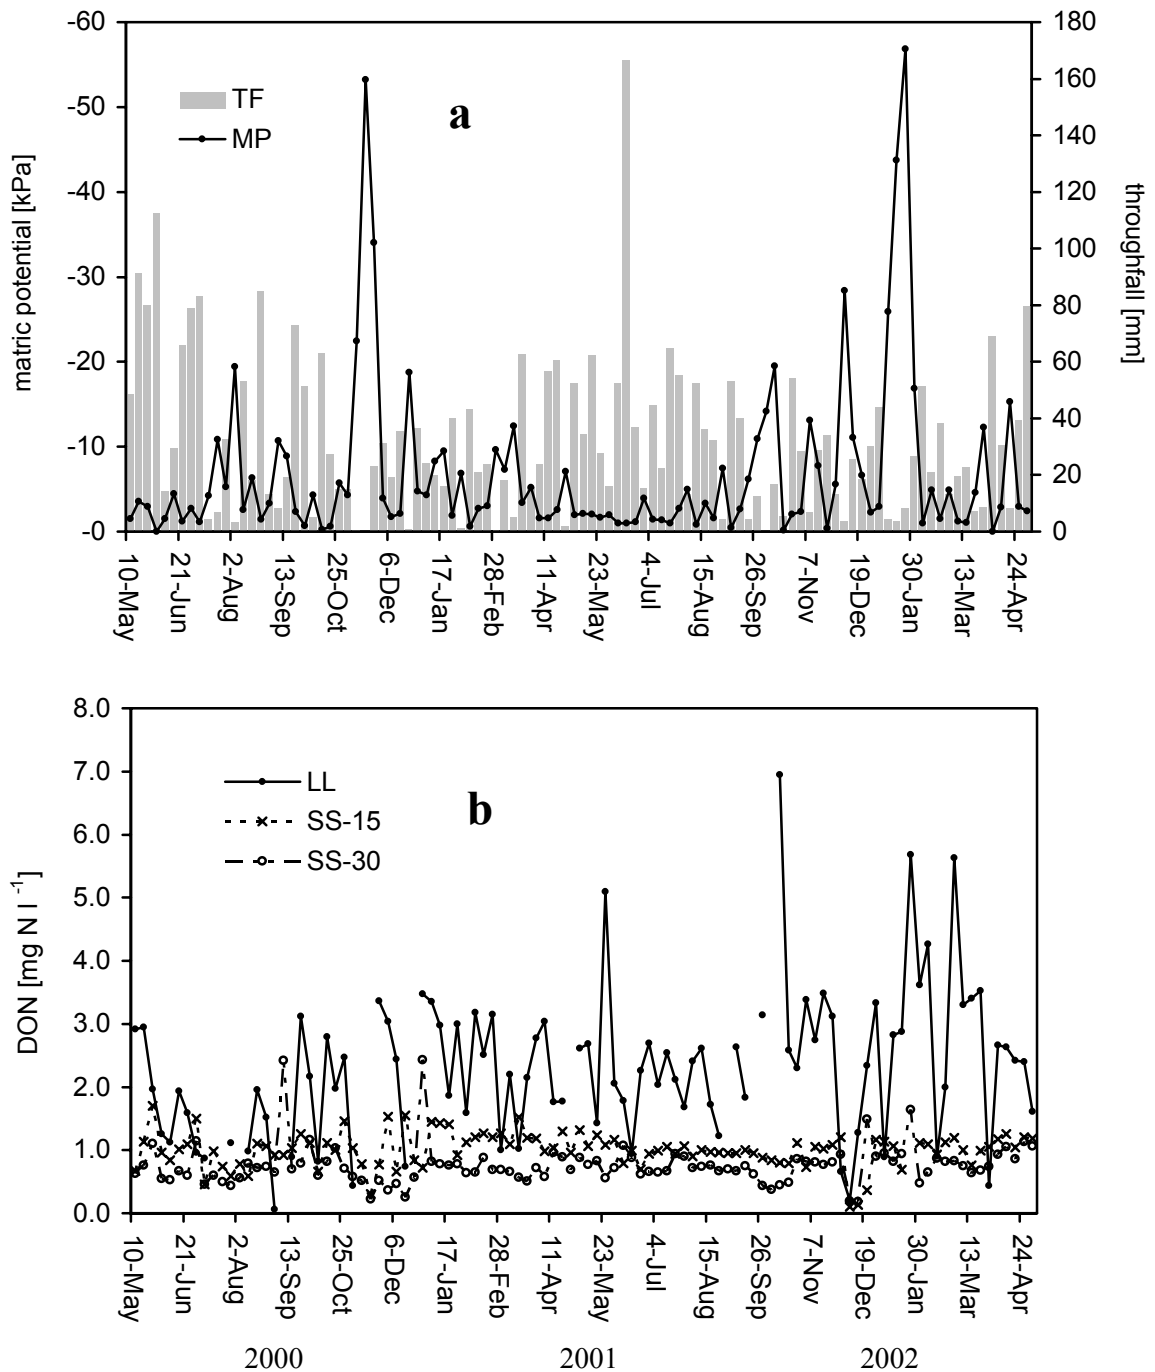 -60
-50
-40
-30
-20
-10
-0
180
160
140
120
100
80
60
40
20
0
matric potential [kPa]
throughfall [mm]
TF
MP
a
10-May
21-Jun
2-Aug
13-Sep
25-Oct
6-Dec
17-Jan
28-Feb
11-Apr
23-May
4-Jul
15-Aug
26-Sep
7-Nov
19-Dec
30-Jan
13-Mar
24-Apr
8.0
7.0
6.0
5.0
4.0
3.0
2.0
1.0
0.0
DON [mg N l⁻¹]
LL
SS-15
SS-30
b
10-May
21-Jun
2-Aug
13-Sep
25-Oct
6-Dec
17-Jan
28-Feb
11-Apr
23-May
4-Jul
15-Aug
26-Sep
7-Nov
19-Dec
30-Jan
13-Mar
24-Apr
2000 2001 2002